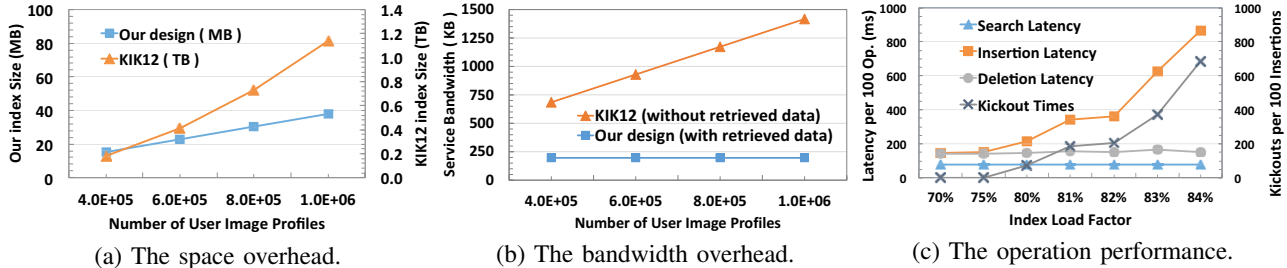 100
80
60
40
20
0
Our index Size (MB)
Our design ( MB )
KIK12 ( TB )
1.4
1.2
1.0
0.8
0.6
0.4
0.2
0.0
KIK12 index Size (TB)
4.0E+05 6.0E+05 8.0E+05 1.0E+06
Number of User Image Profiles
(a) The space overhead.
1500
1250
1000
750
500
250
0
Service Bandwidth ( KB )
KIK12 (without retrieved data)
Our design (with retrieved data)
4.0E+05 6.0E+05 8.0E+05 1.0E+06
Number of User Image Profiles
(b) The bandwidth overhead.
1000
800
600
400
200
0
Latency per 100 Op. (ms)
Search Latency
Insertion Latency
Deletion Latency
Kickout Times
1000
800
600
400
200
0
Kickouts per 100 Insertions
70% 75% 80% 81% 82% 83% 84%
Index Load Factor
(c) The operation performance.